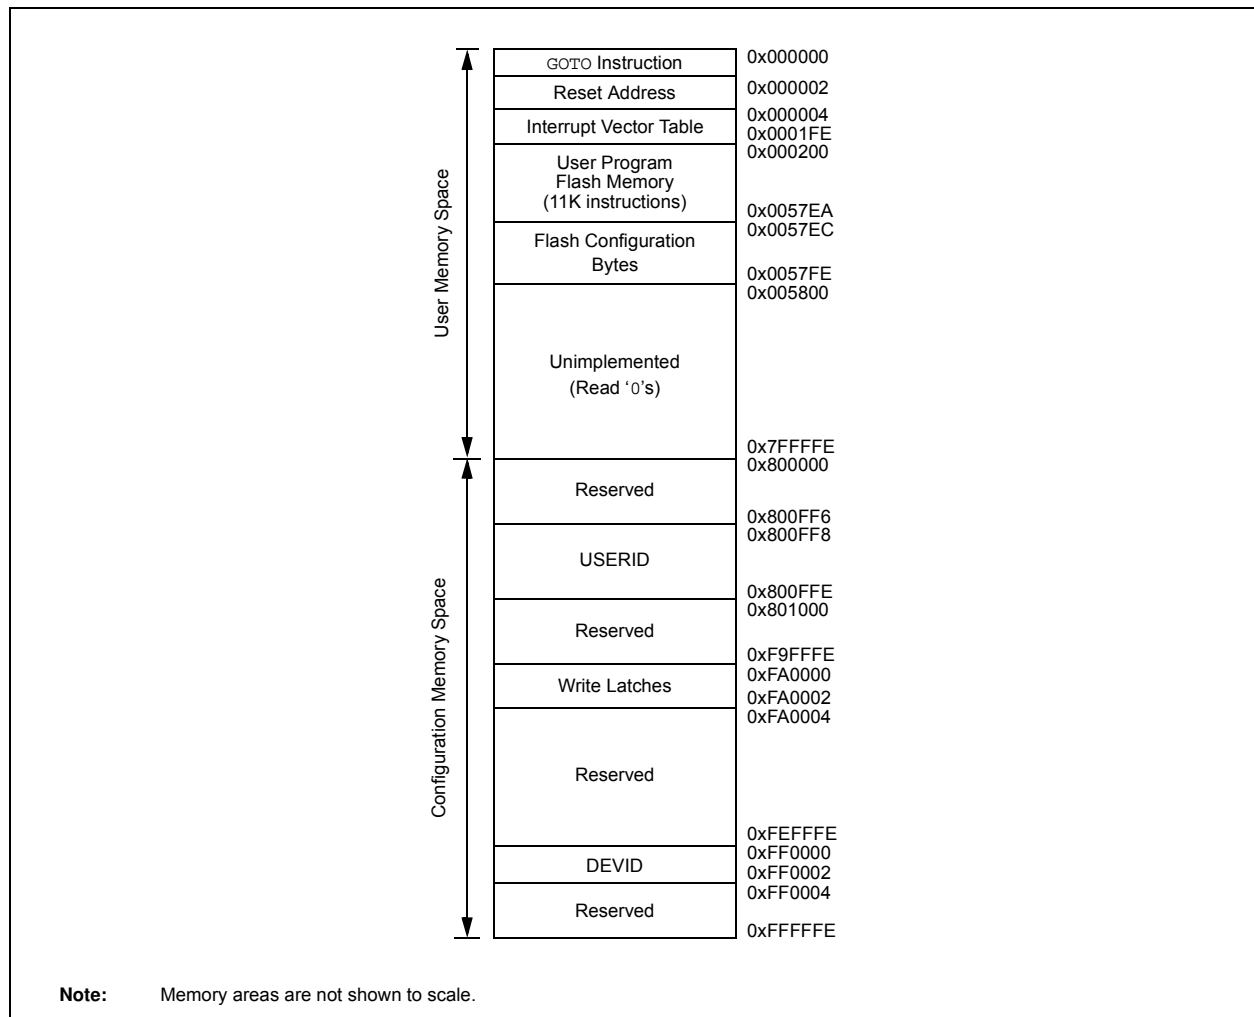 GOTO Instruction
0x000000
Reset Address
0x000002
Interrupt Vector Table
0x000004
0x0001FE
User Program
Flash Memory
(11K instructions)
0x000200
0x0057EA
Flash Configuration
Bytes
0x0057EC
0x0057FE
Unimplemented
(Read ‘0’s)
0x005800
0x7FFFFE
User Memory Space
Reserved
0x800000
0x800FF6
USERID
0x800FF8
0x800FFE
Reserved
0x801000
0xF9FFFE
Write Latches
0xFA0000
0xFA0002
Reserved
0xFA0004
0xFEFFFE
DEVID
0xFF0000
0xFF0002
Reserved
0xFF0004
0xFFFFFE
Configuration Memory Space
Note: Memory areas are not shown to scale.